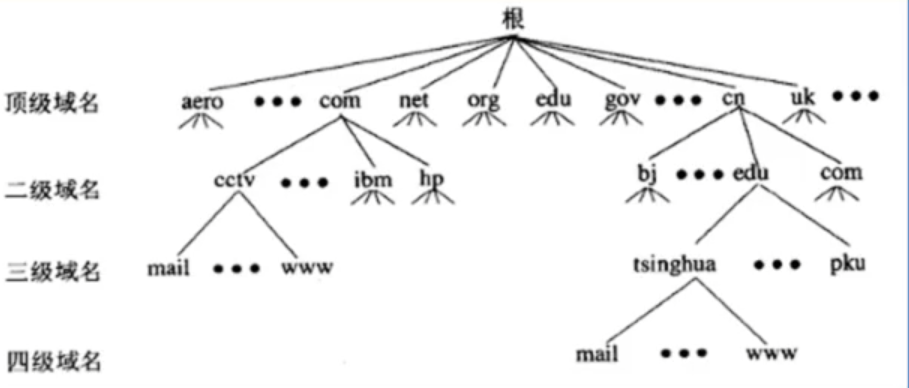 根
顶级域名 aero ••• com net org edu gov ••• cn uk •••
二级域名 cctv ••• ibm hp bj ••• edu com
三级域名 mail ••• www tsinghua ••• pku
四级域名 mail ••• www